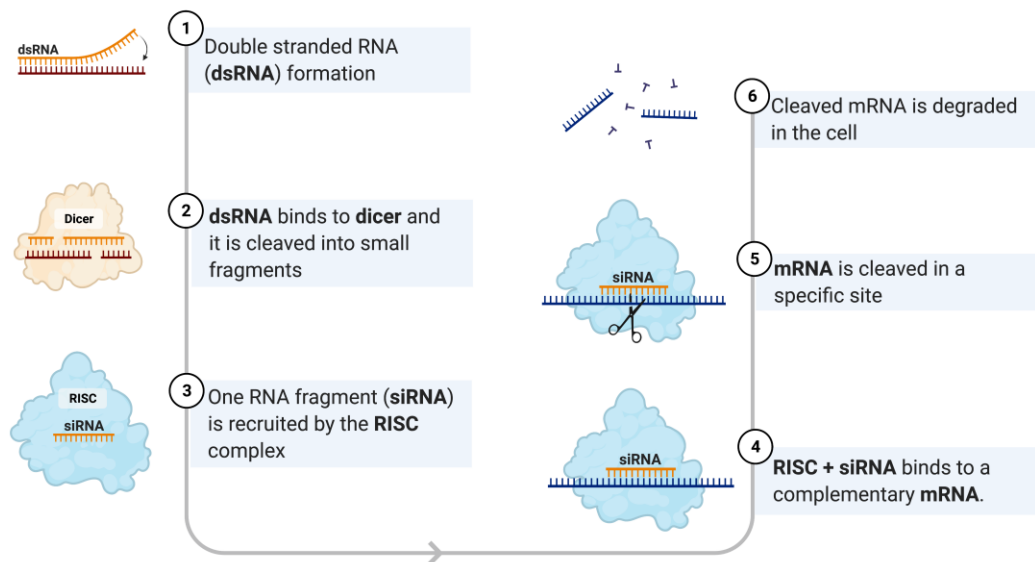 dsRNA
1
Double stranded RNA
(dsRNA) formation
Dicer
2
dsRNA binds to dicer and
it is cleaved into small
fragments
RISC
siRNA
3
One RNA fragment (siRNA)
is recruited by the RISC
complex
siRNA
4
RISC + siRNA binds to a
complementary mRNA.
siRNA
5
mRNA is cleaved in a
specific site
6
Cleaved mRNA is degraded
in the cell